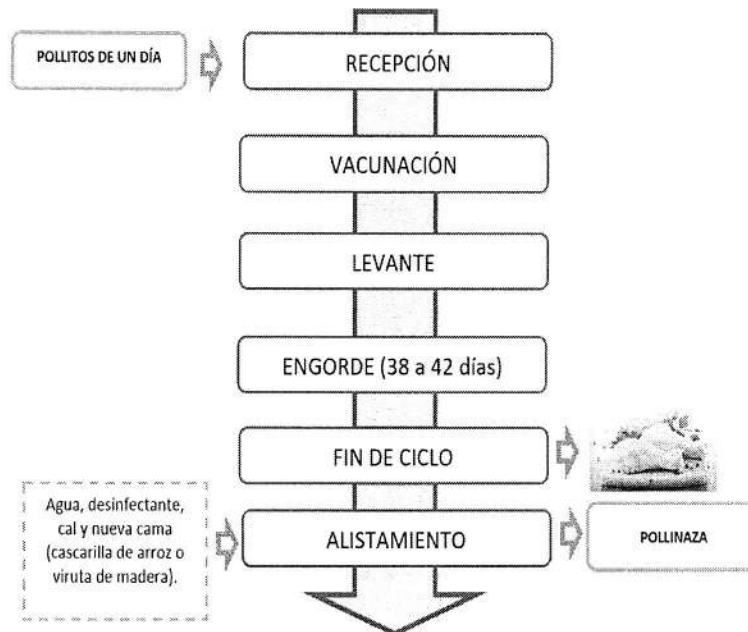 POLLITOS DE UN DÍA
RECEPCIÓN
VACUNACIÓN
LEVANTE
ENGORDE (38 a 42 días)
FIN DE CICLO
Agua, desinfectante,
cal y nueva cama
(cascarilla de arroz o
viruta de madera).
ALISTAMIENTO
POLLINAZA